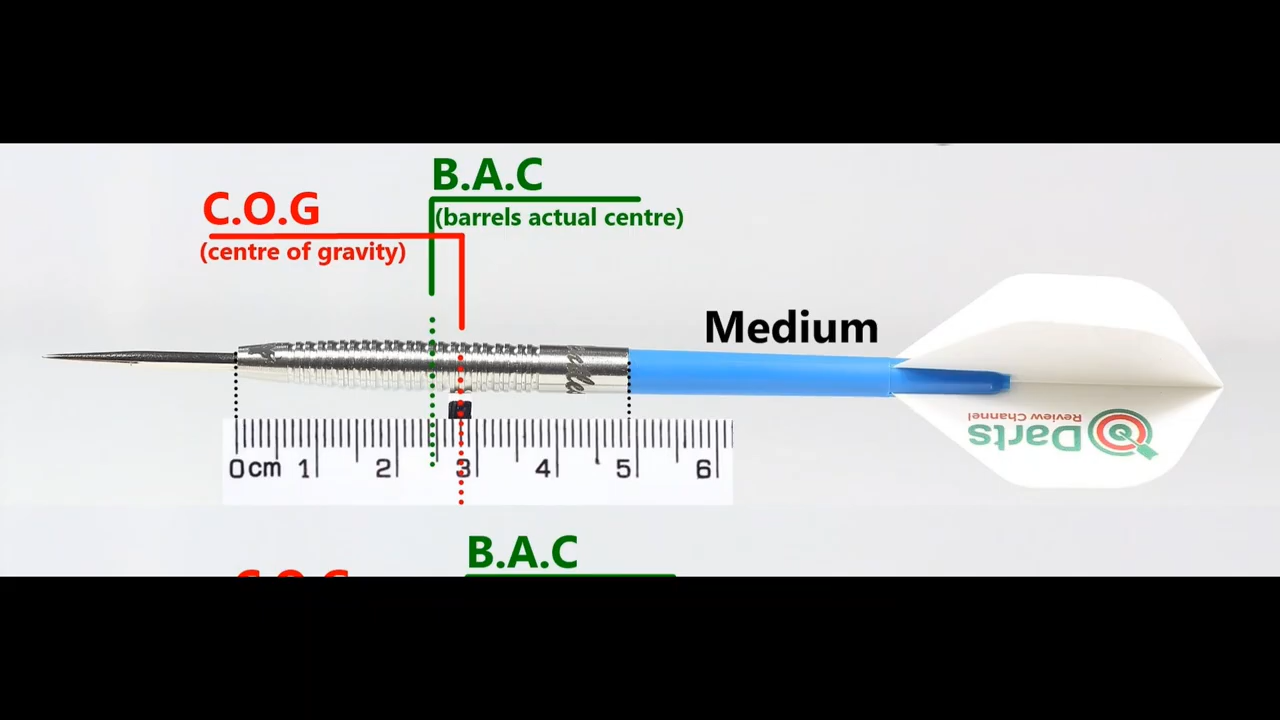 B.A.C
(barrels actual centre)
C.O.G
(centre of gravity)
Medium
Darts
Review Channel
0cm 1 2 3 4 5 6
B.A.C
C.O.G